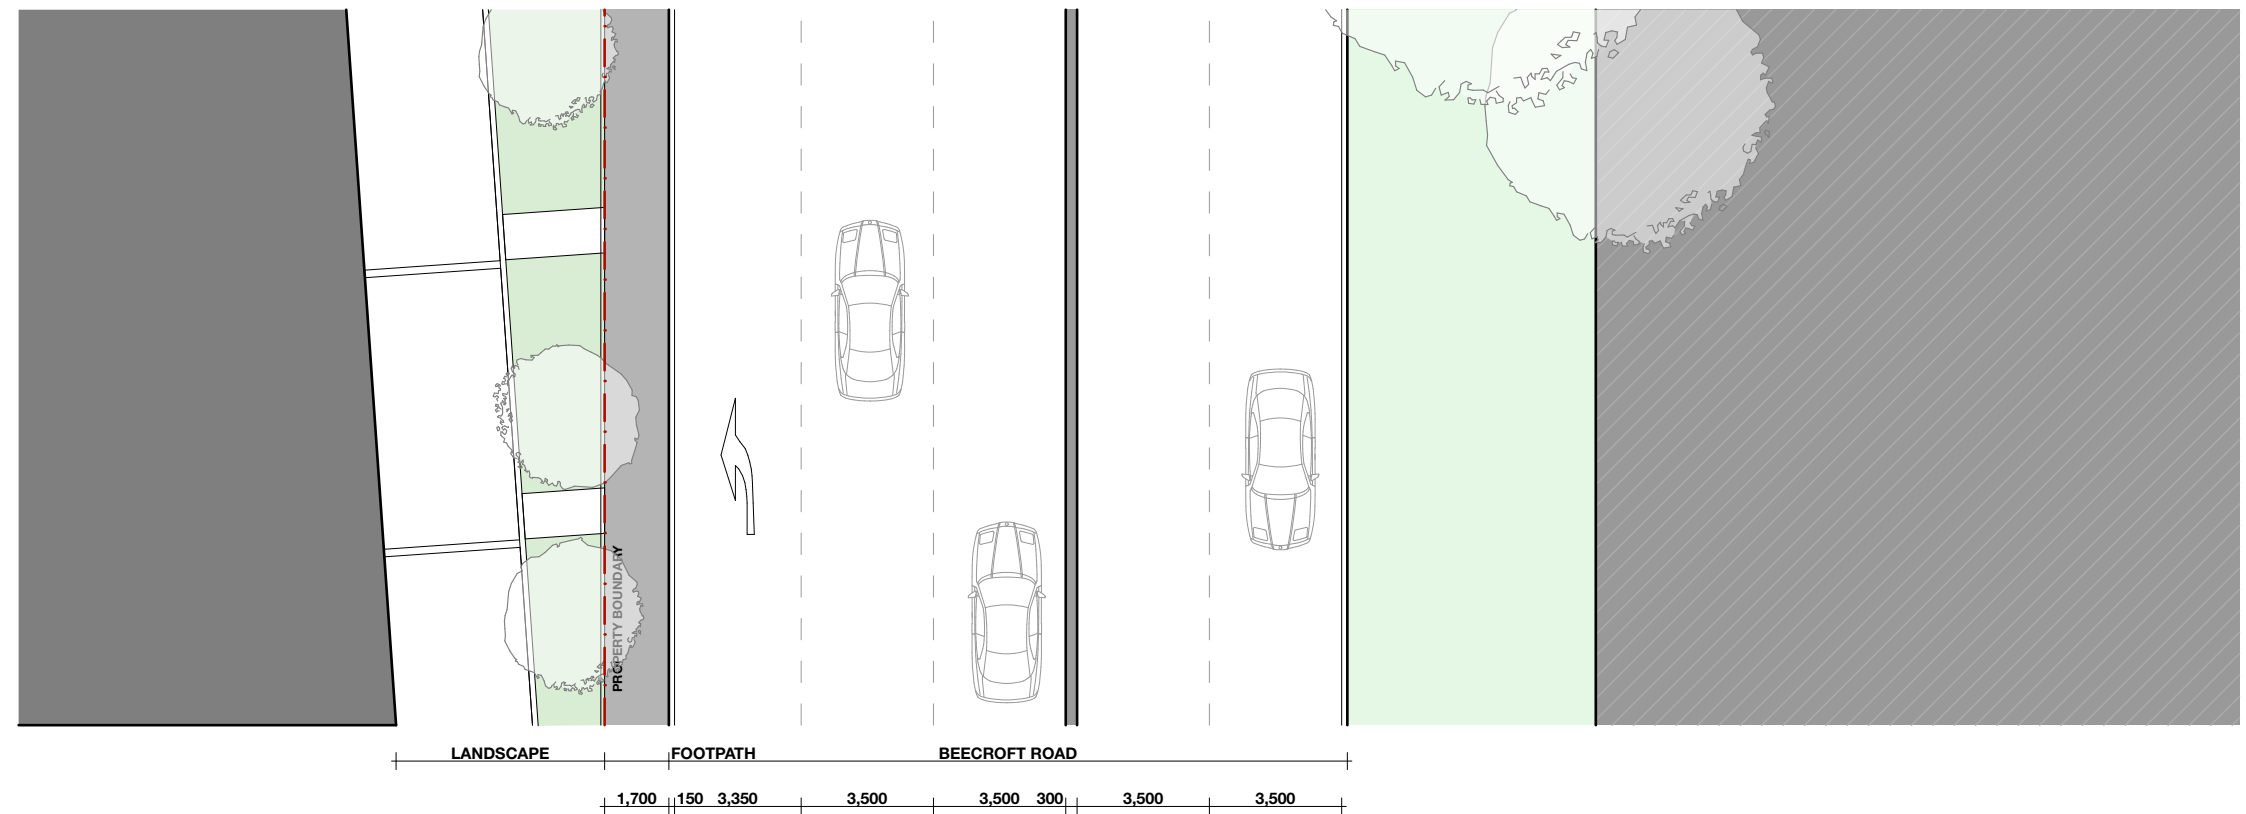 PROPERTY BOUNDARY
LANDSCAPE FOOTPATH BEECROFT ROAD
1,700 150 3,350 3,500 3,500 300 3,500 3,500